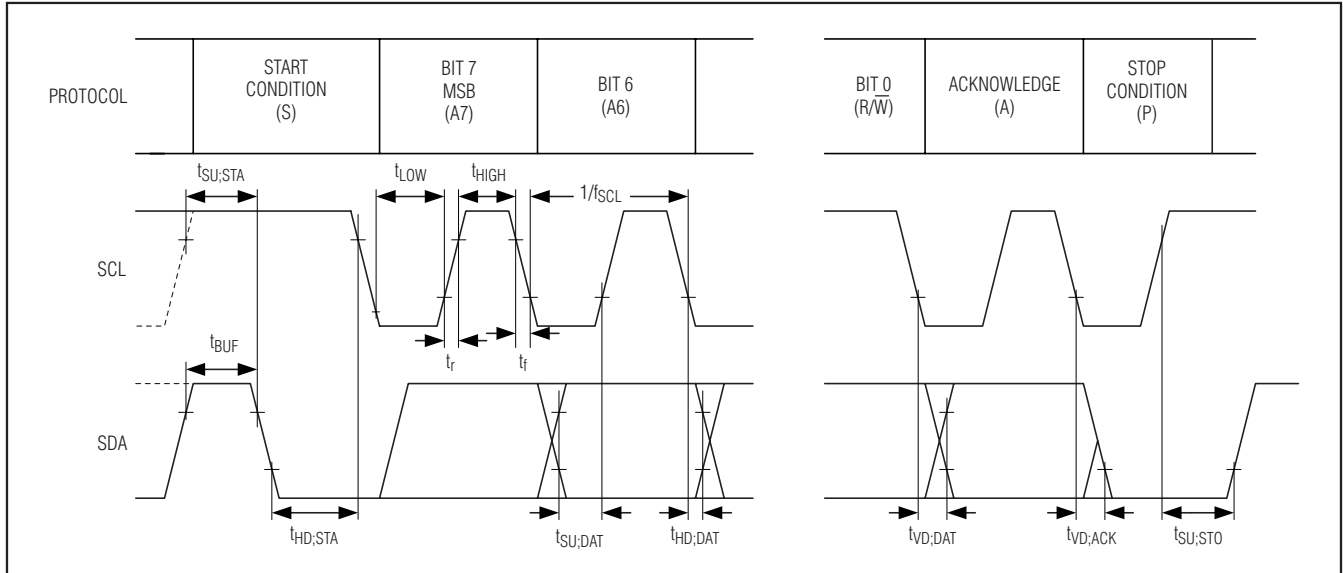 PROTOCOL
START
CONDITION
(S)
BIT 7
MSB
(A7)
BIT 6
(A6)
BIT 0
(R/W̅)
ACKNOWLEDGE
(A)
STOP
CONDITION
(P)
tSU;STA
tLOW
tHIGH
1/fSCL
SCL
tBUF
tr
tf
SDA
tHD;STA
tSU;DAT
tHD;DAT
tVD;DAT
tVD;ACK
tSU;STO